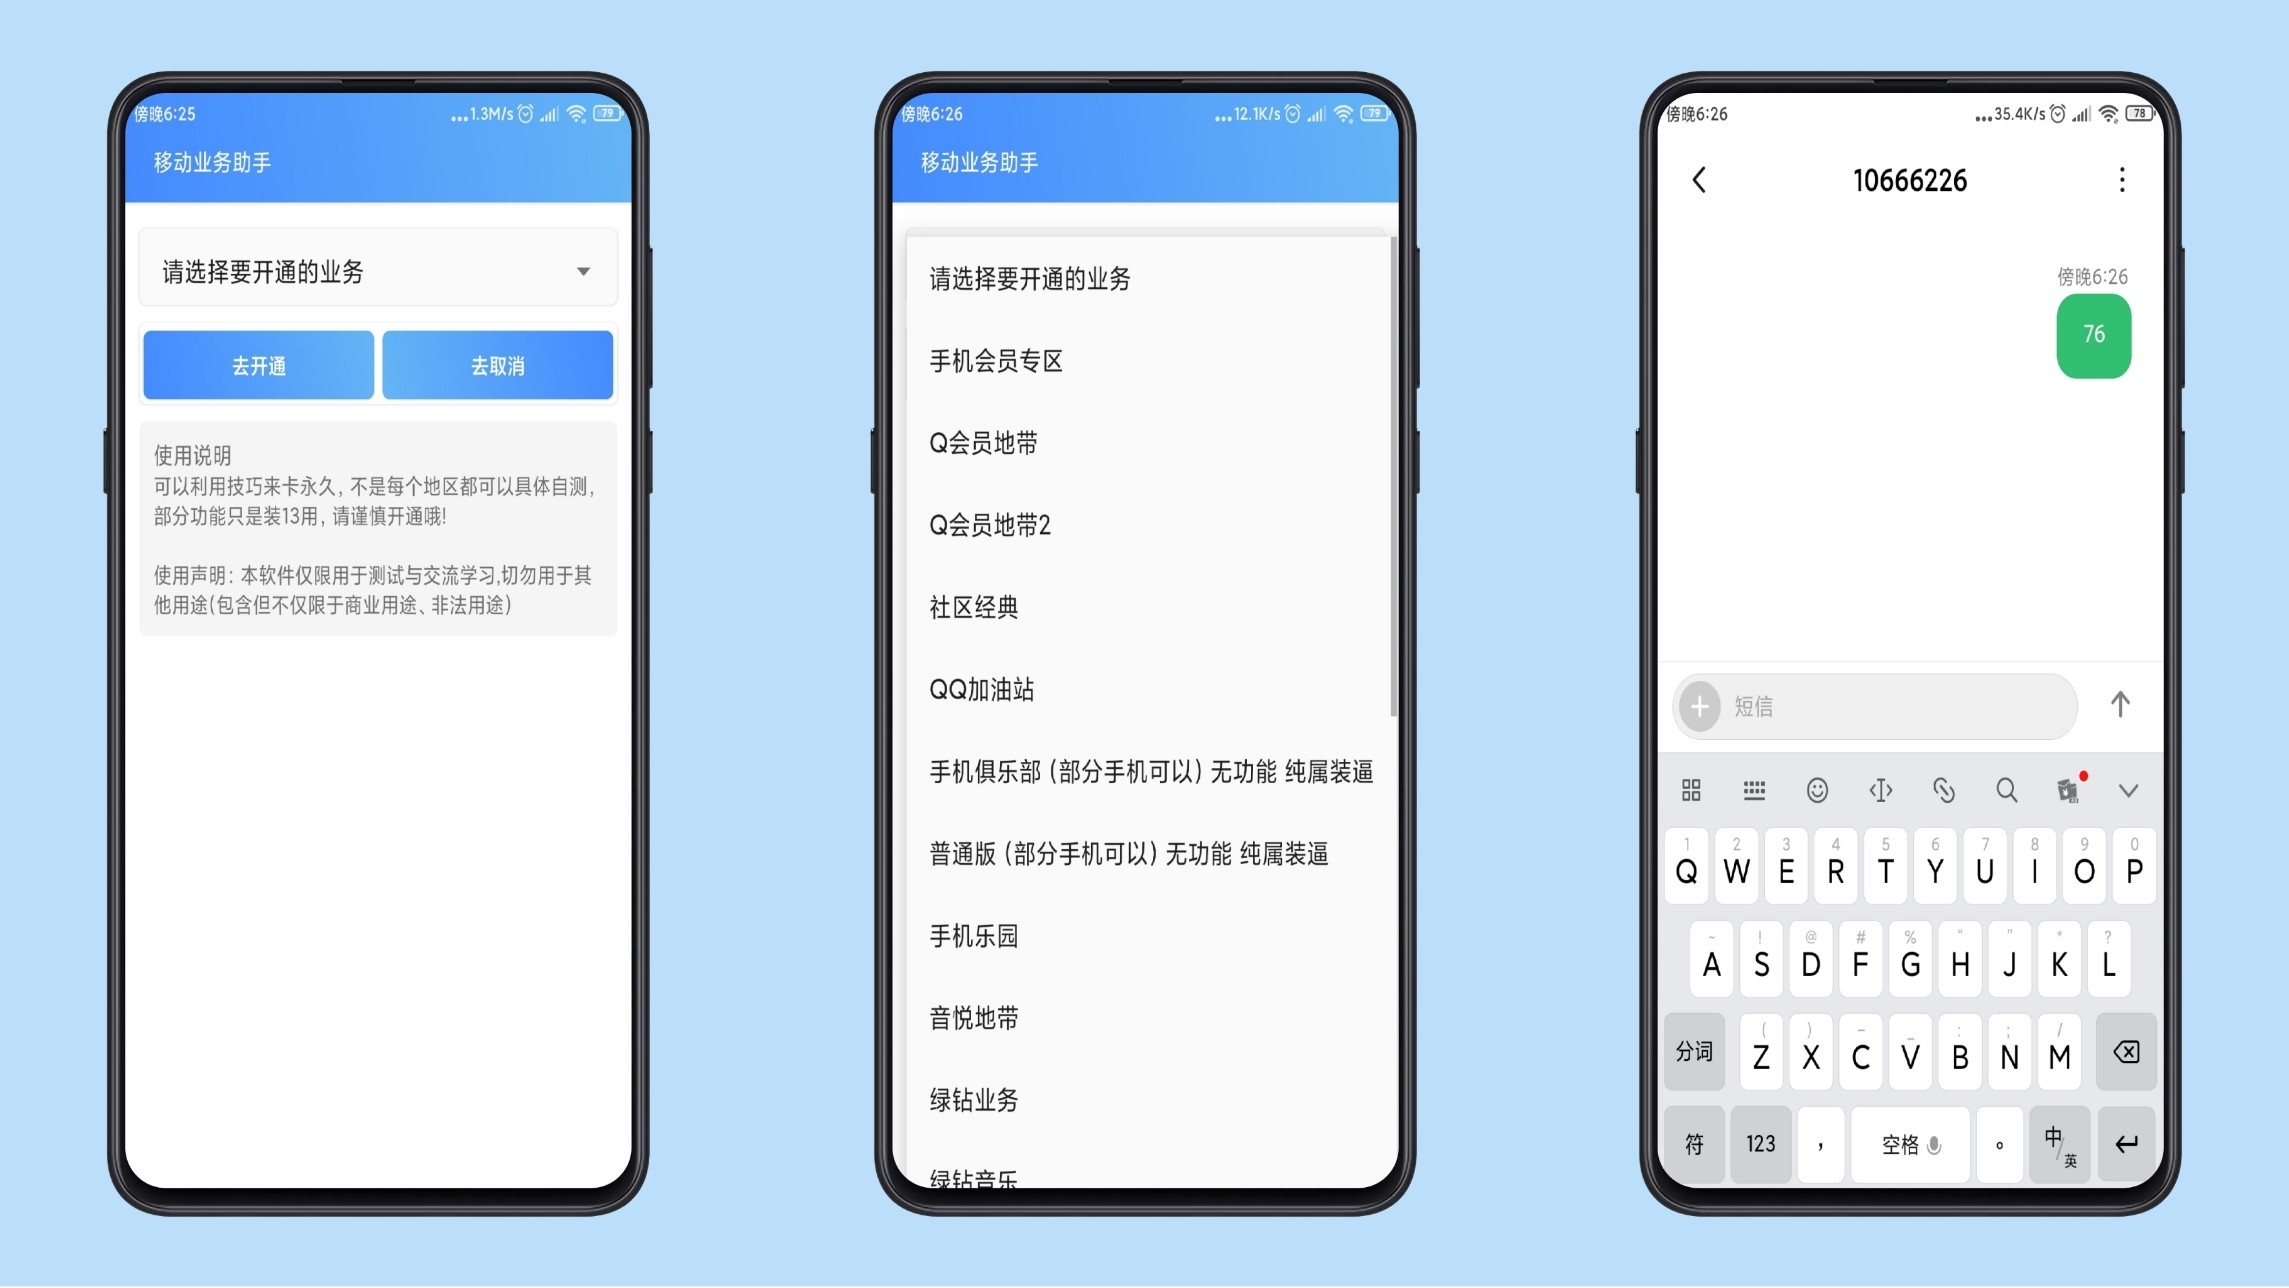 傍晚6:25
...1.3M/s
79
移动业务助手
请选择要开通的业务
去开通
去取消
使用说明
可以利用技巧来卡永久，不是每个地区都可以具体自测，
部分功能只是装13用，请谨慎开通哦!
使用声明：本软件仅限用于测试与交流学习,切勿用于其
他用途(包含但不仅限于商业用途、非法用途)
傍晚6:26
...12.1K/s
79
移动业务助手
请选择要开通的业务
手机会员专区
Q会员地带
Q会员地带2
社区经典
QQ加油站
手机俱乐部 (部分手机可以) 无功能 纯属装逼
普通版 (部分手机可以) 无功能 纯属装逼
手机乐园
音悦地带
绿钻业务
绿钻音乐
傍晚6:26
...35.4K/s
78
10666226
傍晚6:26
76
短信
1 2 3 4 5 6 7 8 9 0
Q W E R T Y U I O P
~ ! @ # % “ ” * ?
A S D F G H J K L
( ) – _ : ; /
分词 Z X C V B N M
符 123 ， 空格 。 中/英